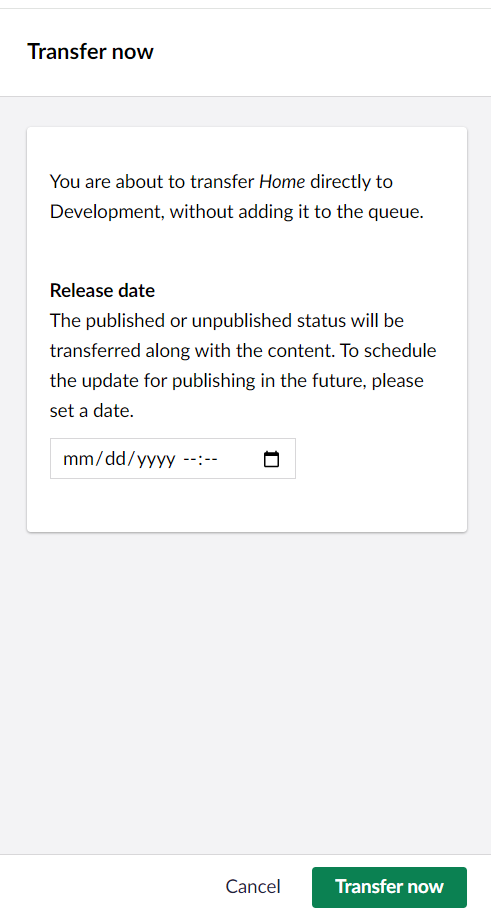 Transfer now
You are about to transfer Home directly to
Development, without adding it to the queue.
Release date
The published or unpublished status will be
transferred along with the content. To schedule
the update for publishing in the future, please
set a date.
mm/dd/yyyy --:--
Cancel Transfer now